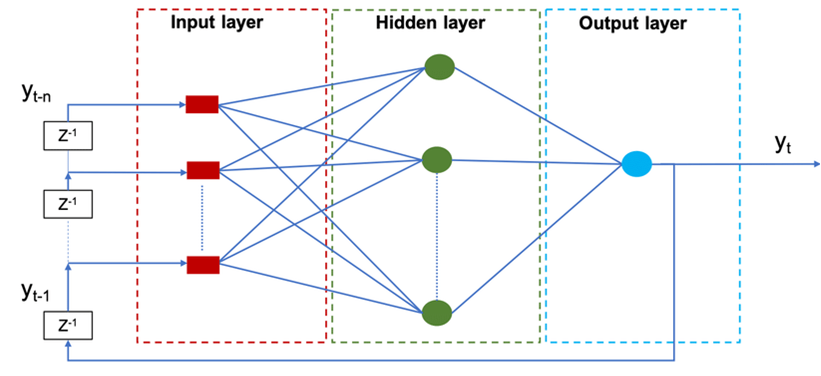 Input layer
Hidden layer
Output layer
yt-n
Z-1
Z-1
yt-1
Z-1
yt